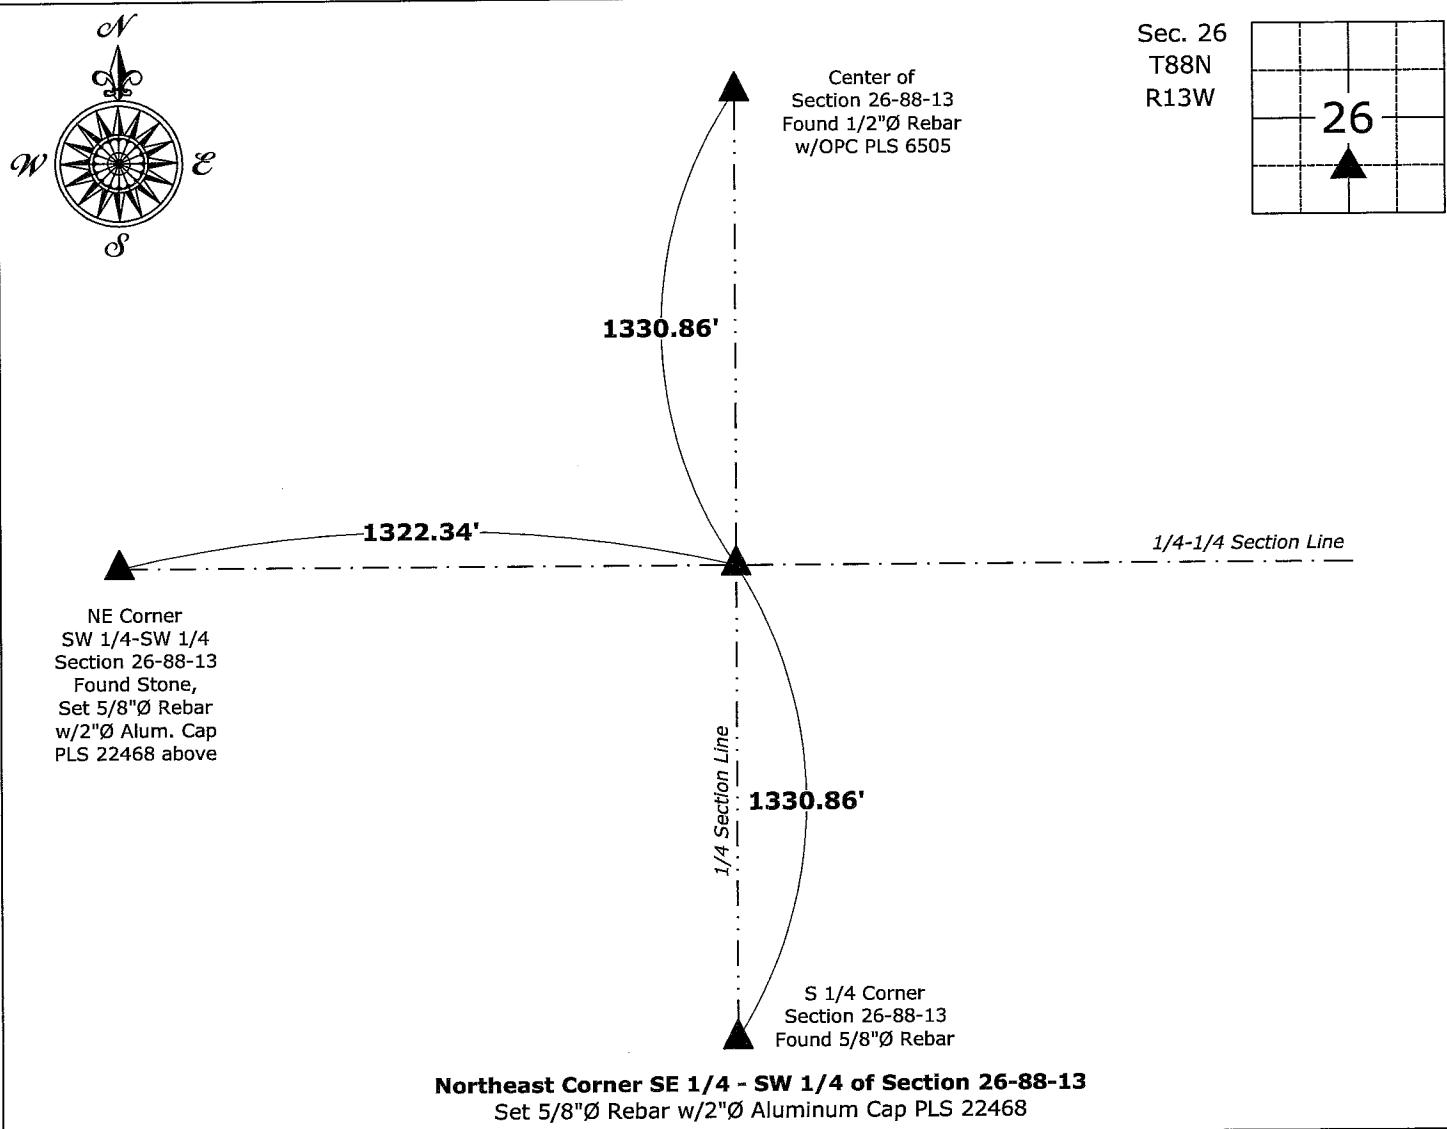 N
W
E
S
Center of
Section 26-88-13
Found 1/2"Ø Rebar
w/OPC PLS 6505
Sec. 26
T88N
R13W
26
1330.86'
1322.34'
1/4-1/4 Section Line
NE Corner
SW 1/4-SW 1/4
Section 26-88-13
Found Stone,
Set 5/8"Ø Rebar
w/2"Ø Alum. Cap
PLS 22468 above
1/4 Section Line
1330.86'
S 1/4 Corner
Section 26-88-13
Found 5/8"Ø Rebar
Northeast Corner SE 1/4 - SW 1/4 of Section 26-88-13
Set 5/8"Ø Rebar w/2"Ø Aluminum Cap PLS 22468